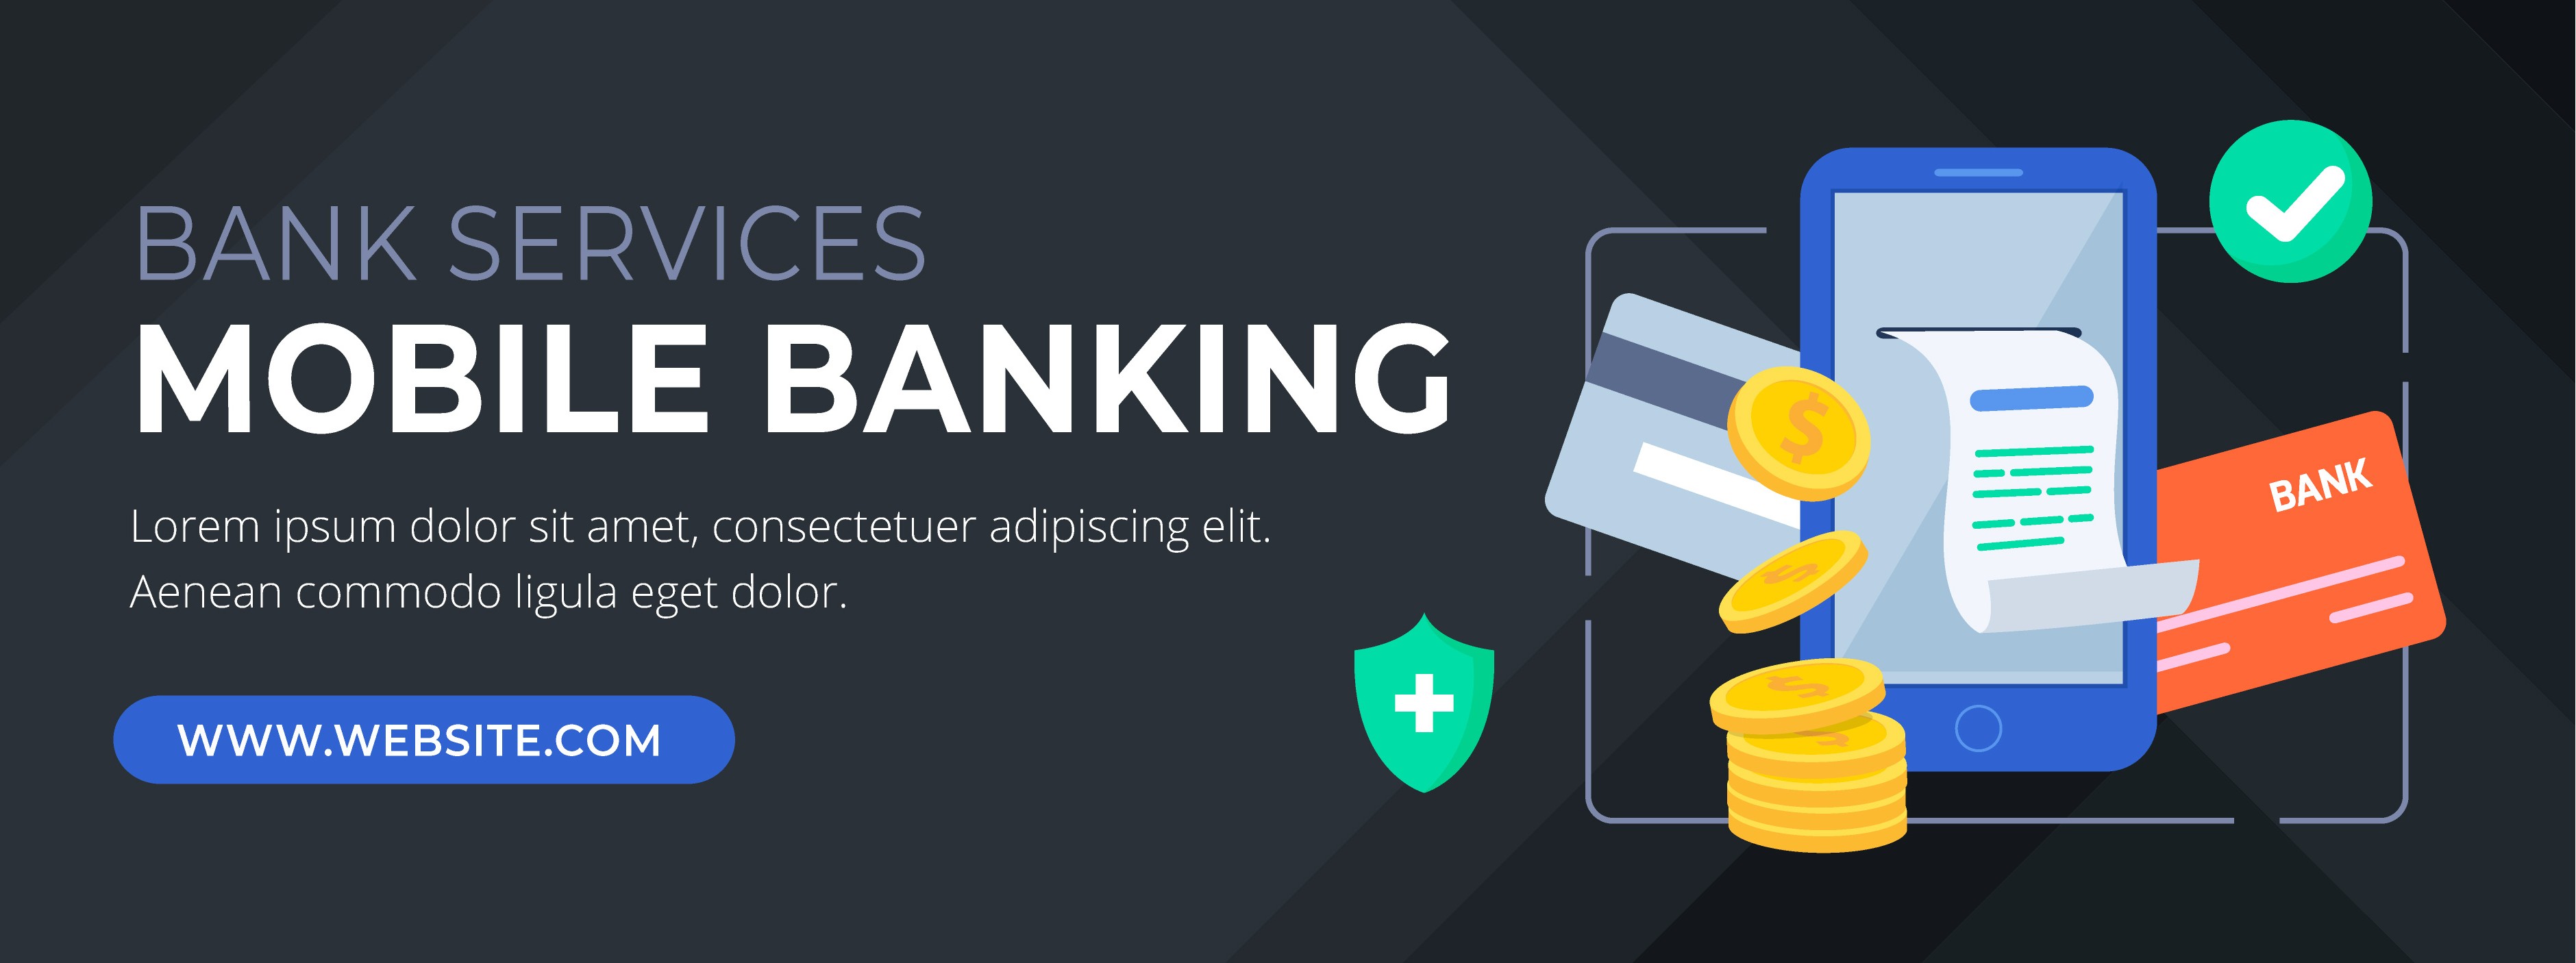 BANK SERVICES
MOBILE BANKING
Lorem ipsum dolor sit amet, consectetuer adipiscing elit.
Aenean commodo ligula eget dolor.
WWW.WEBSITE.COM
$
$
$
$
BANK